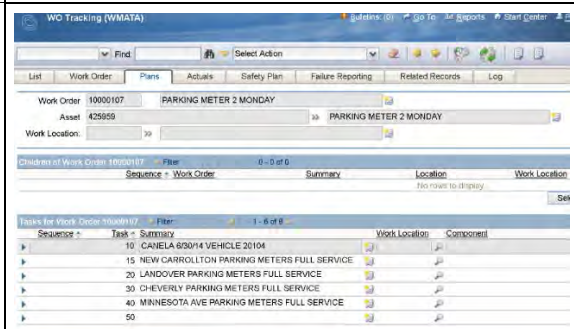 WO Tracking (WMATA)
Bulletins: (0) Go To Reports Start Center
Find Select Action
List Work Order Plans Actuals Safety Plan Failure Reporting Related Records Log
Work Order 10000107 PARKING METER 2 MONDAY
Asset 425959 >> PARKING METER 2 MONDAY
Work Location: >>
Children of Work Order 10000107 Filter 0 - 0 of 0
Sequence Work Order Summary Location Work Location
No rows to display
Sel
Tasks for Work Order 10000107 Filter 1 - 6 of 6
Sequence Task Summary Work Location Component
10 CANELA 6/30/14 VEHICLE 20104
15 NEW CARROLLTON PARKING METERS FULL SERVICE
20 LANDOVER PARKING METERS FULL SERVICE
30 CHEVERLY PARKING METERS FULL SERVICE
40 MINNESOTA AVE PARKING METERS FULL SERVICE
50